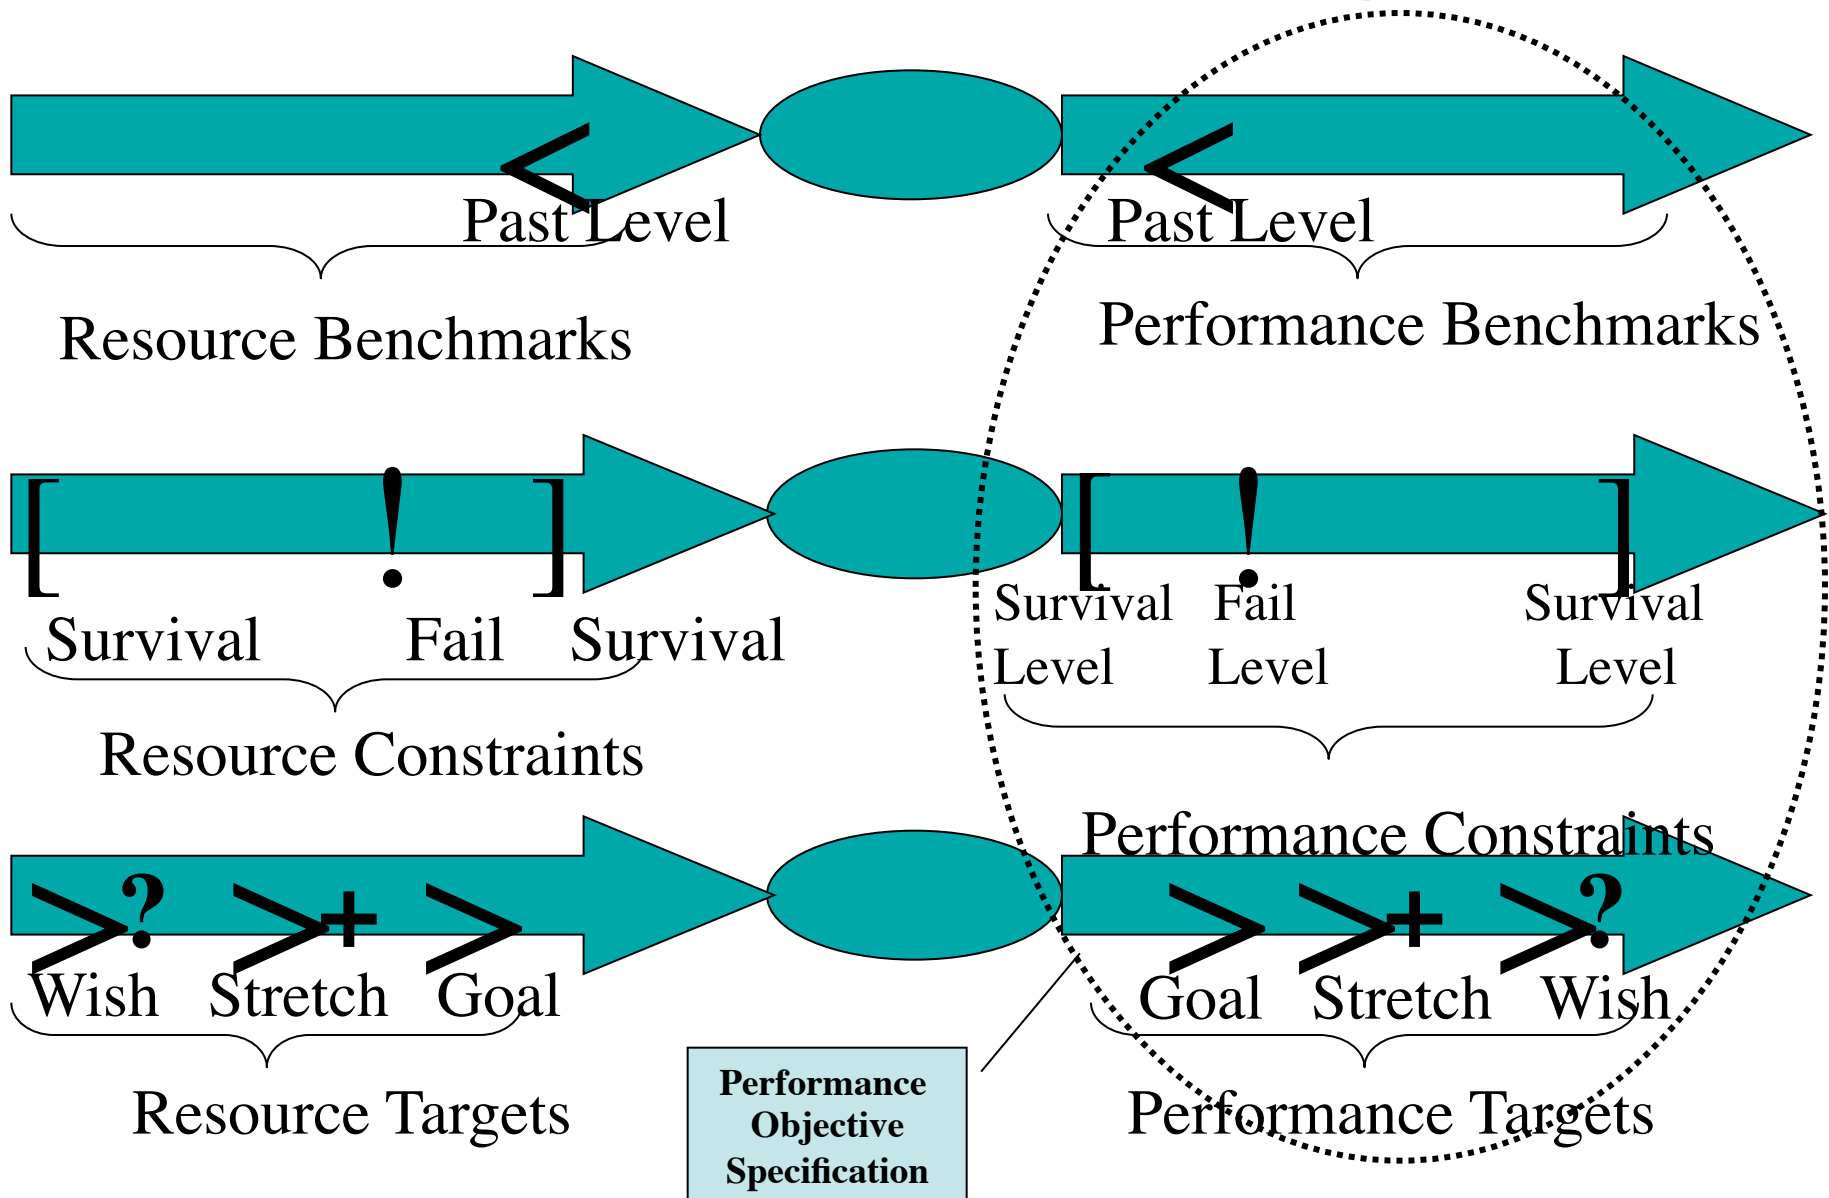 <
<
Past Level
Past Level
Resource Benchmarks
Performance Benchmarks
[ ! ]
[ ! ]
Survival Fail Survival
Survival Fail Survival
Level Level Level
Resource Constraints
Performance Constraints
>? >+ >
> >+ >?
Wish Stretch Goal
Goal Stretch Wish
Resource Targets
Performance Targets
Performance
Objective
Specification